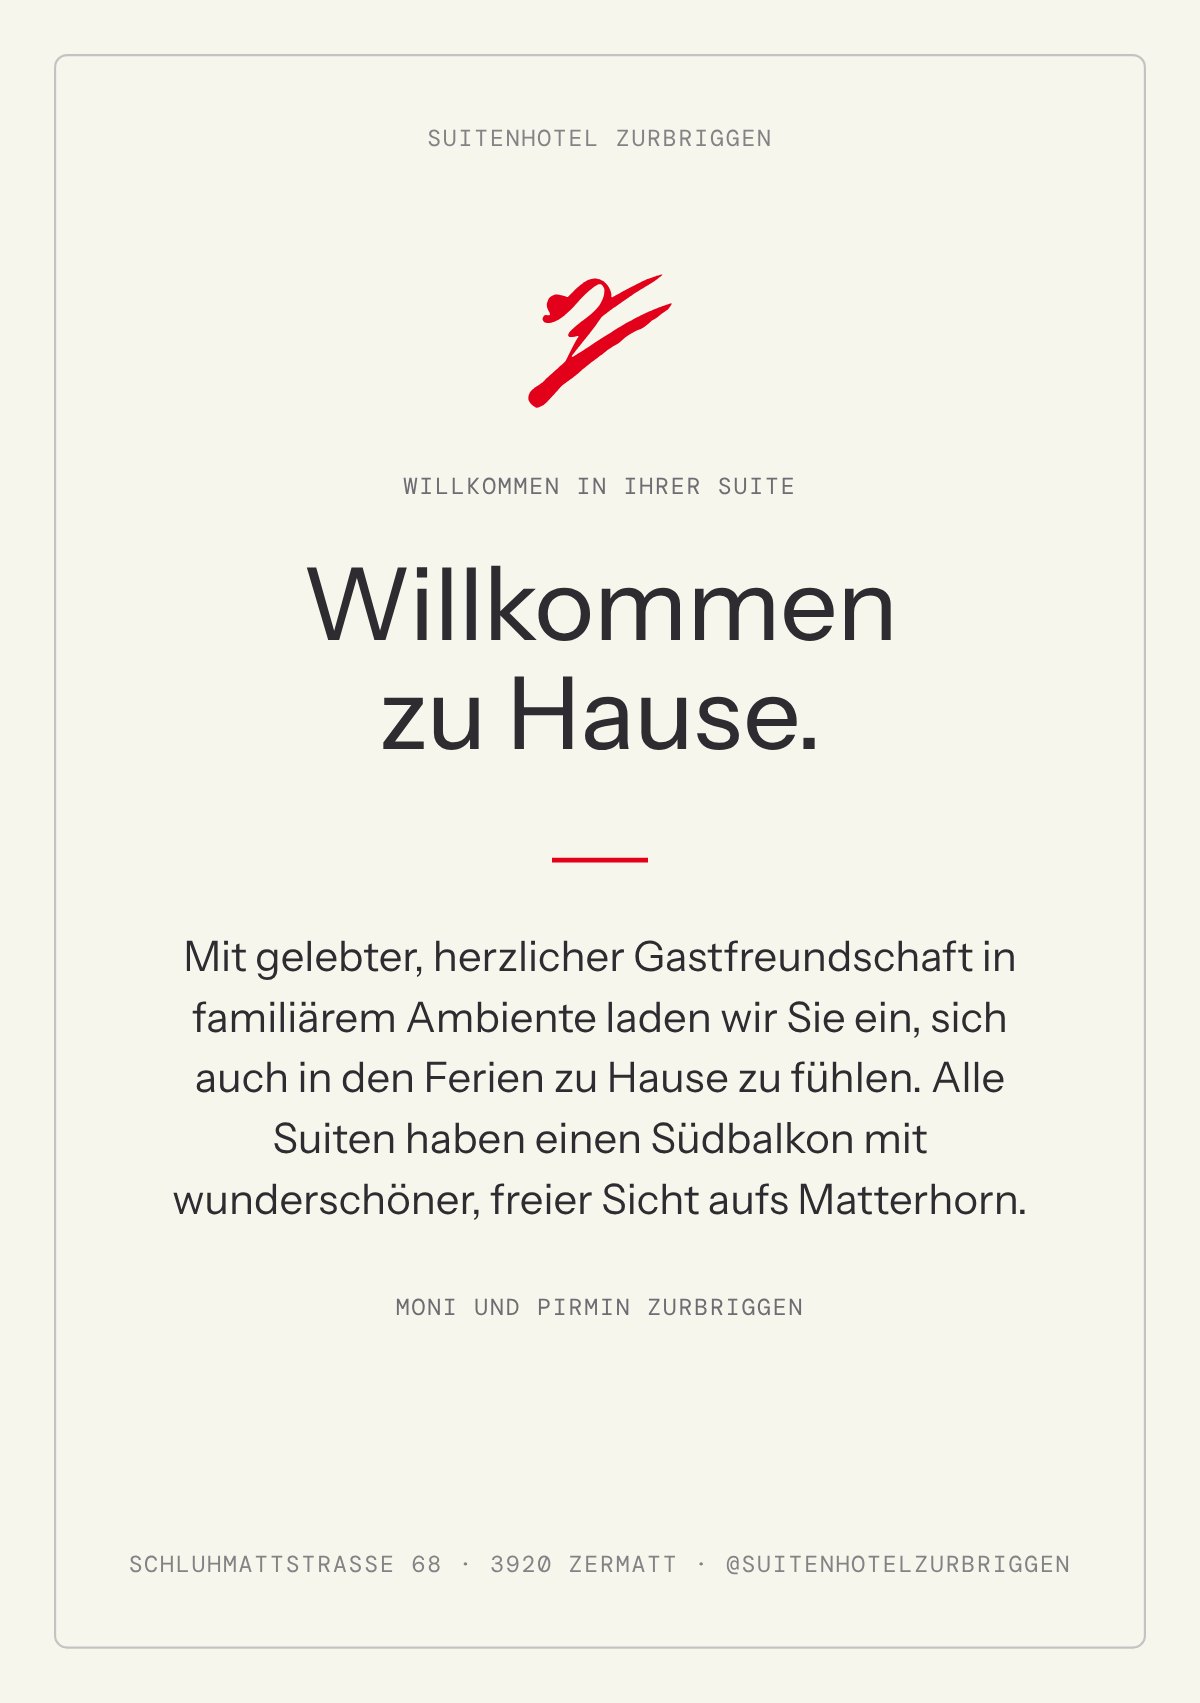 SUITENHOTEL ZURBRIGGEN
WILLKOMMEN IN IHRER SUITE
Willkommen
zu Hause.
Mit gelebter, herzlicher Gastfreundschaft in
familiärem Ambiente laden wir Sie ein, sich
auch in den Ferien zu Hause zu fühlen. Alle
Suiten haben einen Südbalkon mit
wunderschöner, freier Sicht aufs Matterhorn.
MONI UND PIRMIN ZURBRIGGEN
SCHLUHMATTSTRASSE 68 · 3920 ZERMATT · @SUITENHOTELZURBRIGGEN